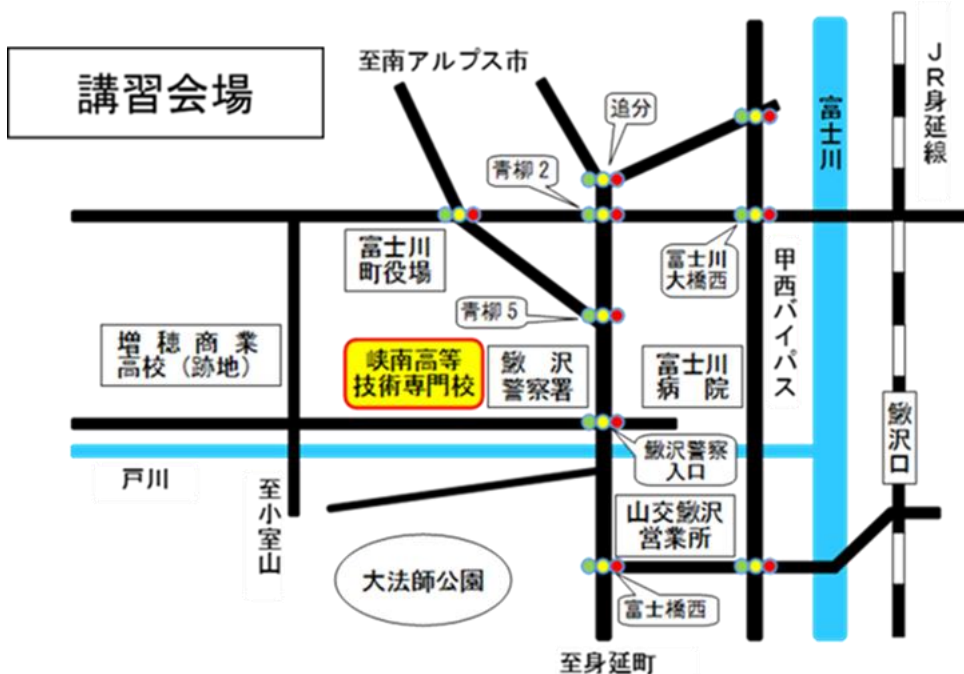 講習会場
至南アルプス市
追分
青柳2
富士川
JR身延線
富士川
町役場
富士川
大橋西
甲西バイパス
青柳5
増穂商業
高校（跡地）
峡南高等
技術専門校
鰍沢
警察署
富士川
病院
鰍沢口
鰍沢警察
入口
戸川
至小室山
山交鰍沢
営業所
大法師公園
富士橋西
至身延町